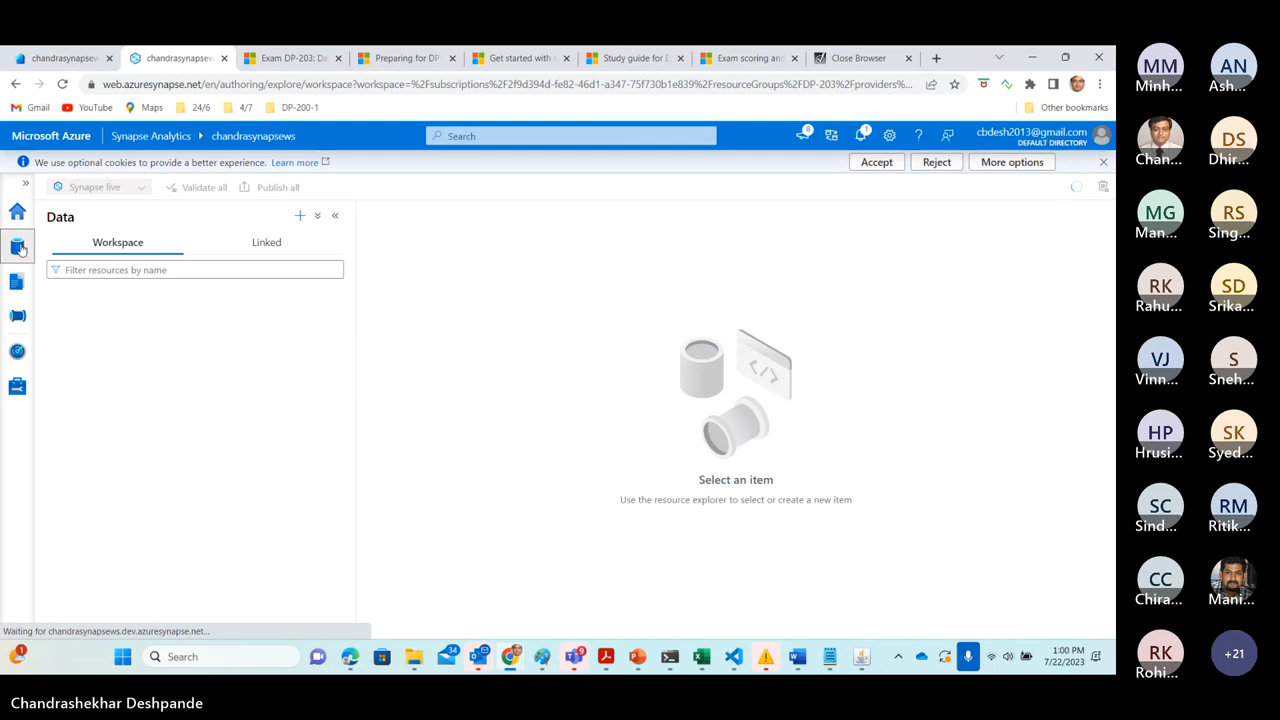 chandrasynapsew
chandrasynapsew
Exam DP-203: Da
Preparing for DP
Get started with
Study guide for E
Exam scoring and
Close Browser
web.azuresynapse.net/en/authoring/explore/workspace?workspace=%2Fsubscriptions%2F2f9d394d-fe82-46d1-a347-75f730b1e839%2FresourceGroups%2FDP-203%2Fproviders%2...
Gmail
YouTube
Maps
24/6
4/7
DP-200-1
Other bookmarks
Microsoft Azure
Synapse Analytics
chandrasynapsews
Search
8
1
cbdesh2013@gmail.com
DEFAULT DIRECTORY
We use optional cookies to provide a better experience. Learn more
Accept
Reject
More options
Synapse live
Validate all
Publish all
Data
Workspace
Linked
Filter resources by name
Select an item
Use the resource explorer to select or create a new item
Waiting for chandrasynapsews.dev.azuresynapse.net...
1
Search
34
9
1:00 PM
7/22/2023
MM
Minh...
AN
Ash...
Chan...
DS
Dhir...
MG
Man...
RS
Sing...
RK
Rahu...
SD
Srika...
VJ
Vinn...
S
Sneh...
HP
Hrusi...
SK
Syed...
SC
Sind...
RM
Ritik...
CC
Chira...
Mani...
RK
Rohi...
+21
Chandrashekhar Deshpande